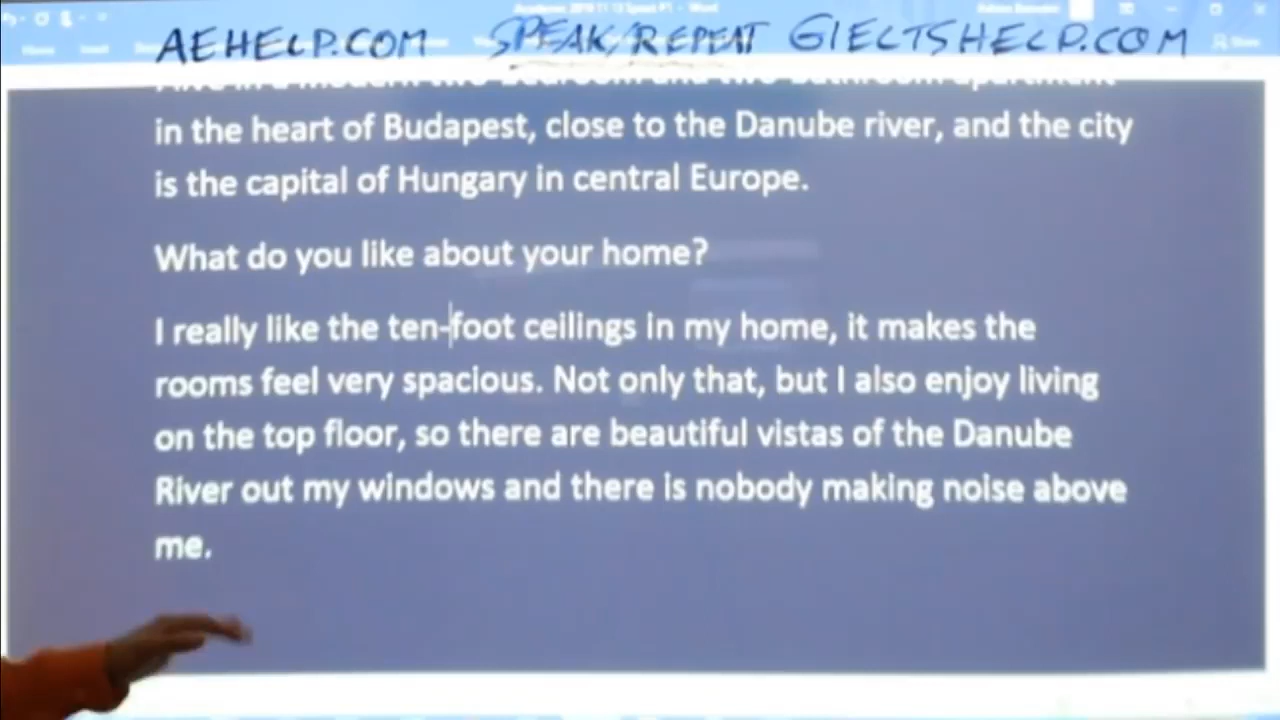 AEHELP.COM SPEAK/REPEAT GIELTSHELP.COM
in the heart of Budapest, close to the Danube river, and the city
is the capital of Hungary in central Europe.
What do you like about your home?
I really like the ten-foot ceilings in my home, it makes the
rooms feel very spacious. Not only that, but I also enjoy living
on the top floor, so there are beautiful vistas of the Danube
River out my windows and there is nobody making noise above
me.